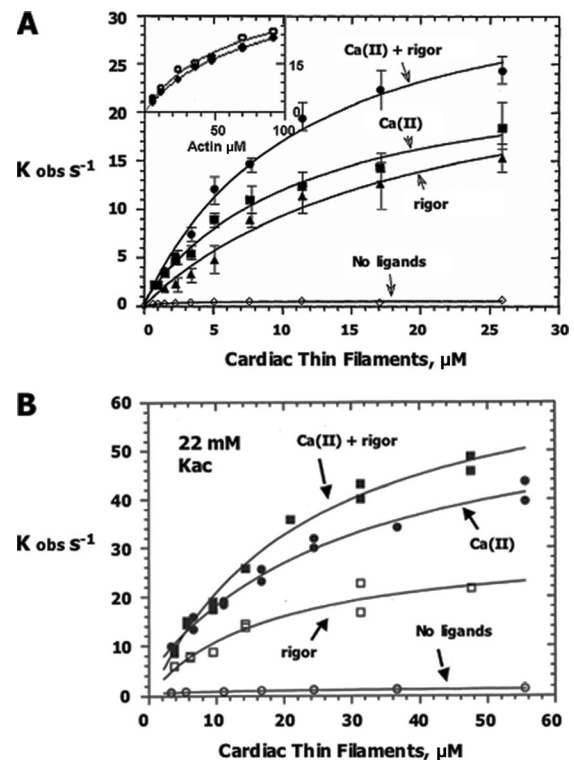 A
30
25
20
15
10
5
0
K obs s-1
15
0
0
50
100
Actin µM
Ca(II) + rigor
Ca(II)
rigor
No ligands
0 5 10 15 20 25 30
Cardiac Thin Filaments, µM
B
60
50
40
30
20
10
0
K obs s-1
22 mM
Kac
Ca(II) + rigor
Ca(II)
rigor
No ligands
0 10 20 30 40 50 60
Cardiac Thin Filaments, µM